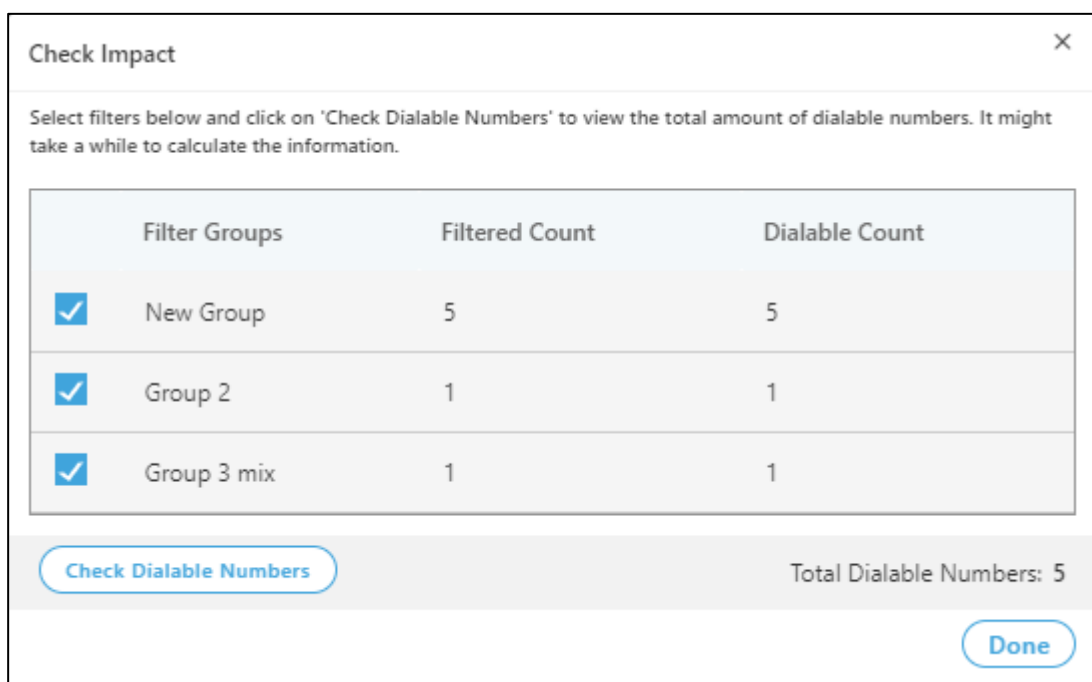 Check Impact
Select filters below and click on 'Check Dialable Numbers' to view the total amount of dialable numbers. It might
take a while to calculate the information.
Filter Groups Filtered Count Dialable Count
New Group 5 5
Group 2 1 1
Group 3 mix 1 1
Check Dialable Numbers Total Dialable Numbers: 5
Done